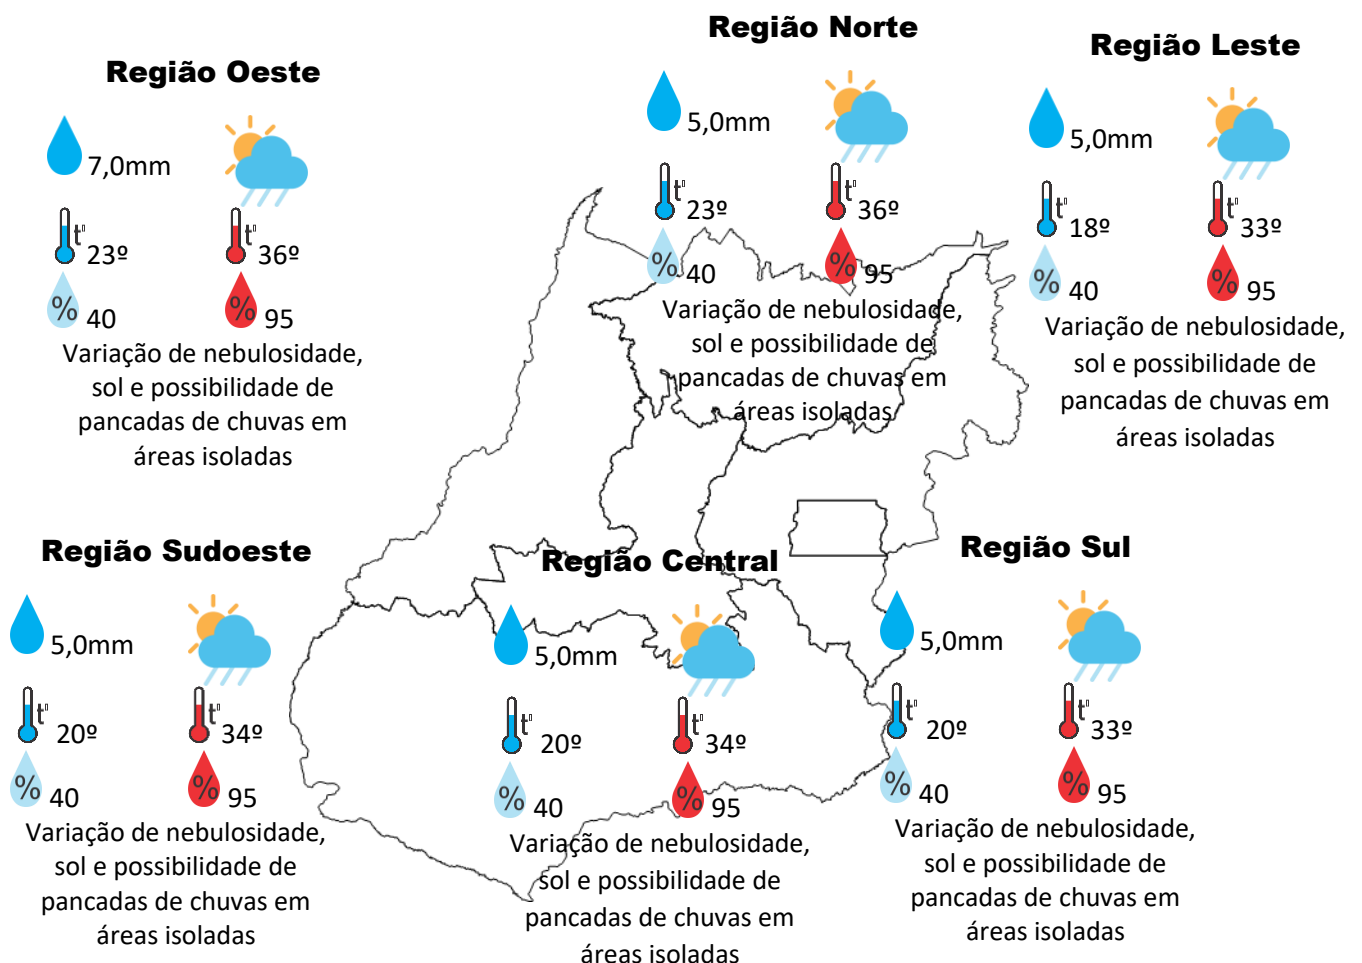 Região Oeste
7,0mm
t°
23º
t°
36º
%
40
%
95
Variação de nebulosidade,
sol e possibilidade de
pancadas de chuvas em
áreas isoladas
Região Norte
5,0mm
t°
23º
t°
36º
%
40
%
95
Variação de nebulosidade,
sol e possibilidade de
pancadas de chuvas em
áreas isoladas
Região Leste
5,0mm
t°
18º
t°
33º
%
40
%
95
Variação de nebulosidade,
sol e possibilidade de
pancadas de chuvas em
áreas isoladas
Região Sudoeste
5,0mm
t°
20º
t°
34º
%
40
%
95
Variação de nebulosidade,
sol e possibilidade de
pancadas de chuvas em
áreas isoladas
Região Central
5,0mm
t°
20º
t°
34º
%
40
%
95
Variação de nebulosidade,
sol e possibilidade de
pancadas de chuvas em
áreas isoladas
Região Sul
5,0mm
t°
20º
t°
33º
%
40
%
95
Variação de nebulosidade,
sol e possibilidade de
pancadas de chuvas em
áreas isoladas